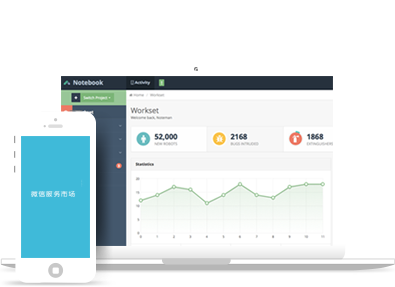 Notebook
Activity
Switch Project
Home
Workset
Workset
Welcome back, Noteman
52,000
NEW ROBOTS
2168
BUGS INTRUDED
1868
EXTINGUISHERS
Statistics
20
15
10
5
0
0 1 2 3 4 5 6 7 8 9 10 11
微信服务市场